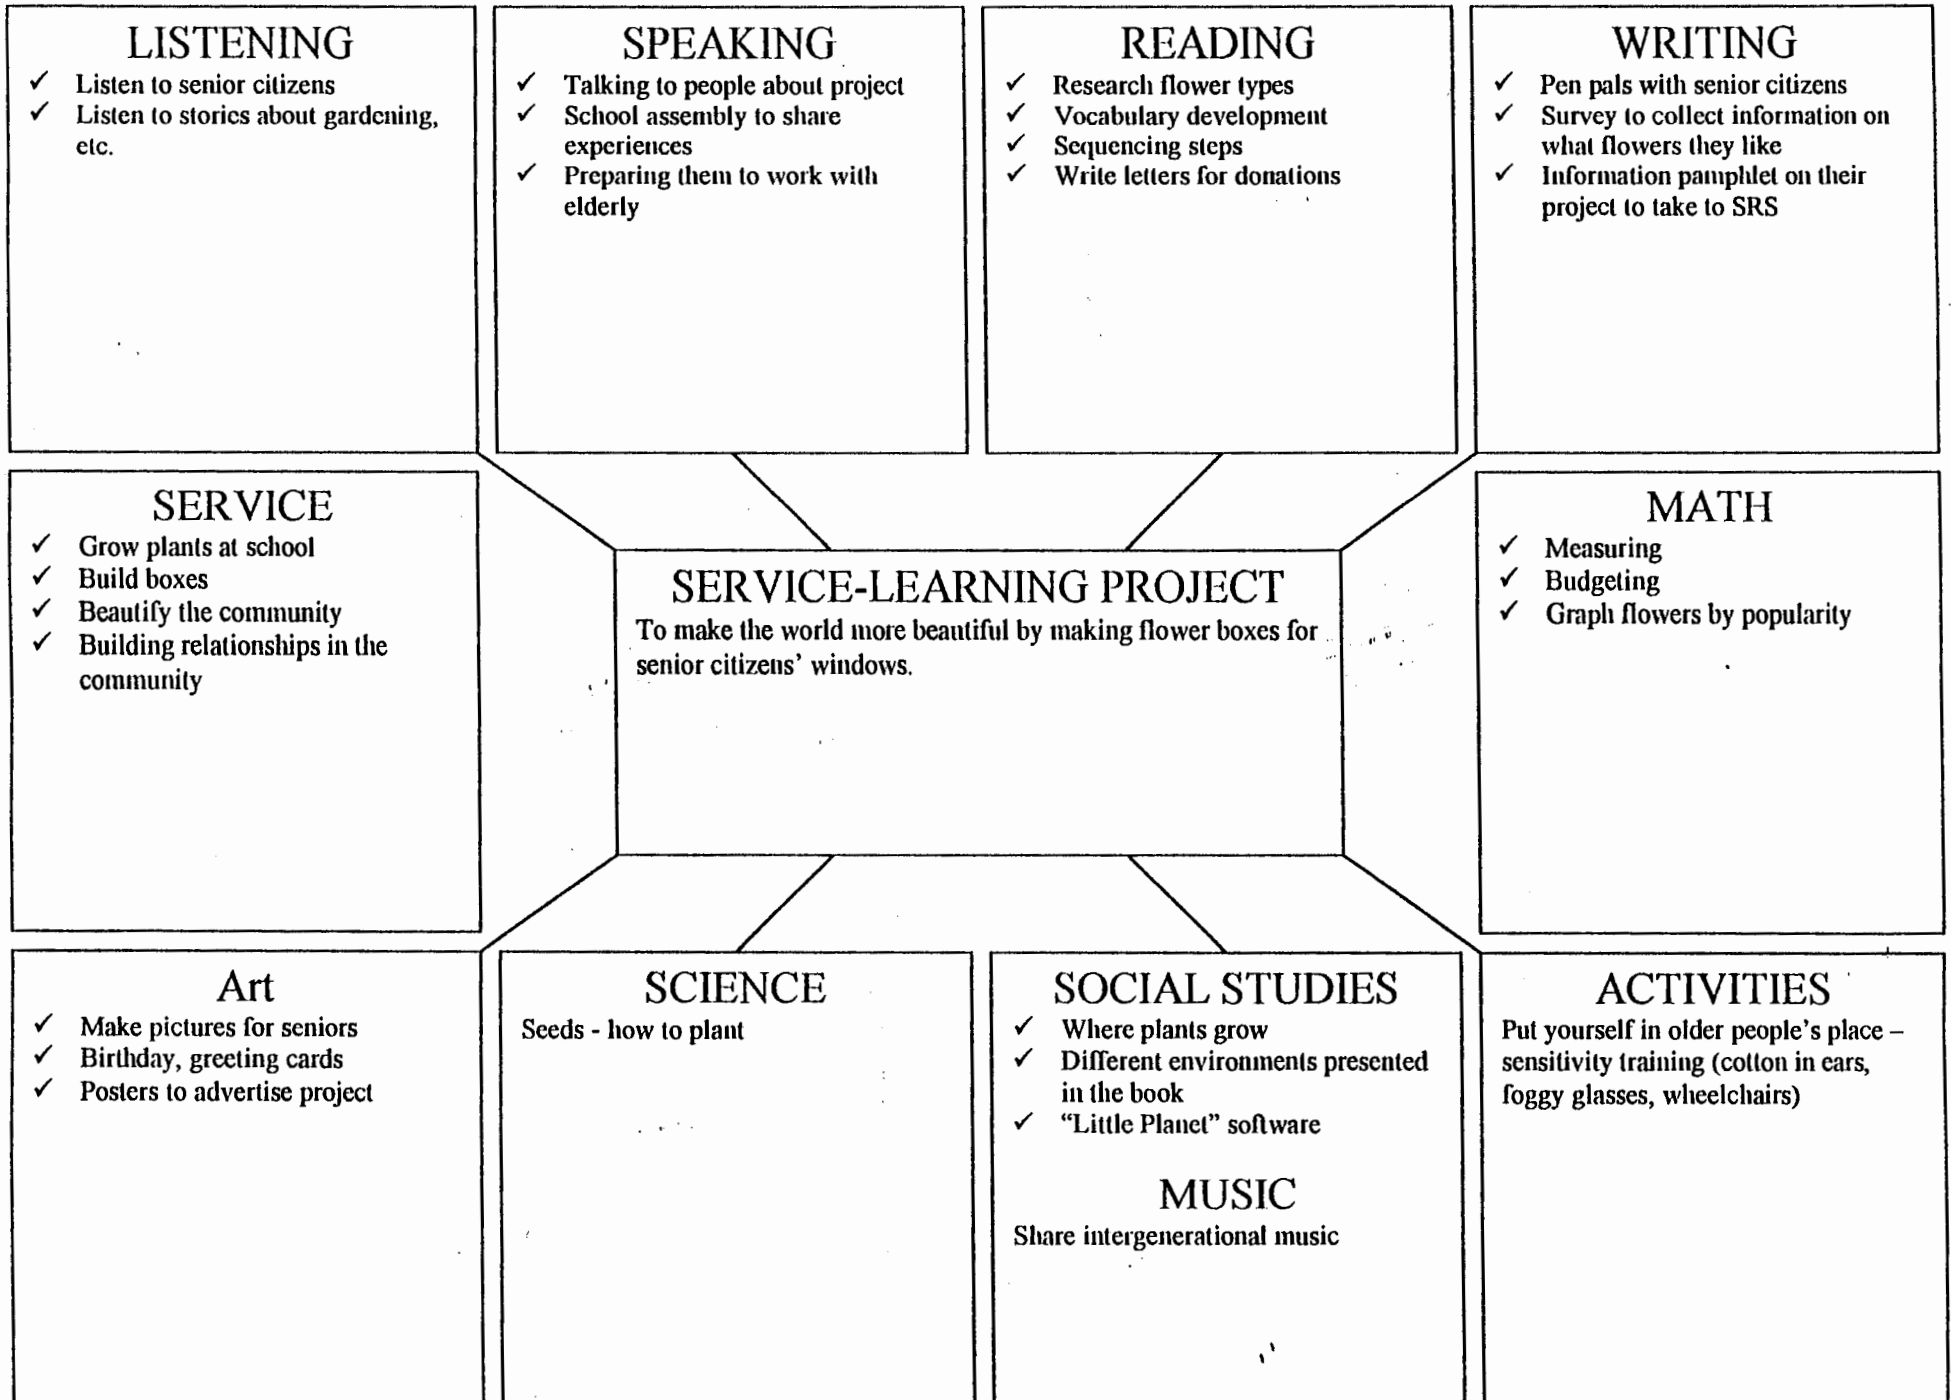 LISTENING
✓ Listen to senior citizens
✓ Listen to stories about gardening,
etc.
SPEAKING
✓ Talking to people about project
✓ School assembly to share
experiences
✓ Preparing them to work with
elderly
READING
✓ Research flower types
✓ Vocabulary development
✓ Sequencing steps
✓ Write letters for donations
WRITING
✓ Pen pals with senior citizens
✓ Survey to collect information on
what flowers they like
✓ Information pamphlet on their
project to take to SRS
SERVICE
✓ Grow plants at school
✓ Build boxes
✓ Beautify the community
✓ Building relationships in the
community
SERVICE-LEARNING PROJECT
To make the world more beautiful by making flower boxes for
senior citizens’ windows.
MATH
✓ Measuring
✓ Budgeting
✓ Graph flowers by popularity
Art
✓ Make pictures for seniors
✓ Birthday, greeting cards
✓ Posters to advertise project
SCIENCE
Seeds - how to plant
SOCIAL STUDIES
✓ Where plants grow
✓ Different environments presented
in the book
✓ “Little Planet” software
MUSIC
Share intergenerational music
ACTIVITIES
Put yourself in older people’s place –
sensitivity training (cotton in ears,
foggy glasses, wheelchairs)